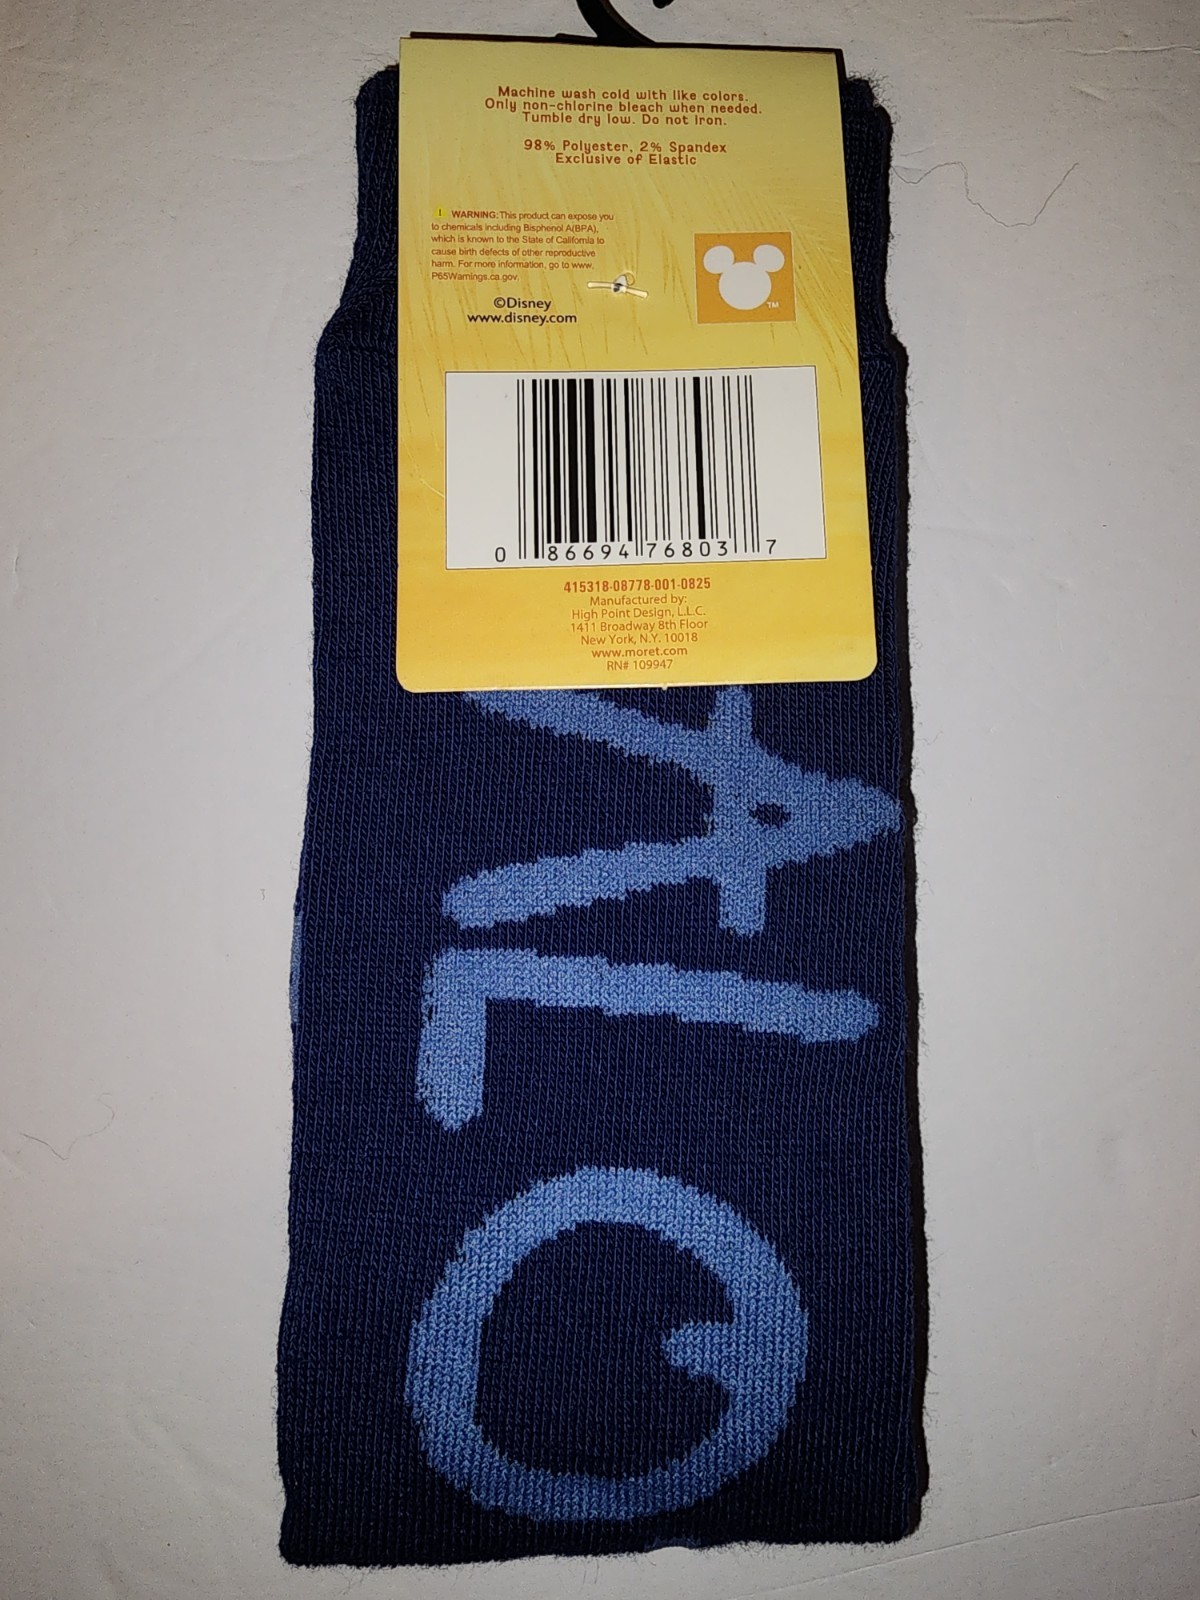 Machine wash cold with like colors.
Only non-chlorine bleach when needed.
Tumble dry low. Do not iron.
98% Polyester, 2% Spandex
Exclusive of Elastic
! WARNING: This product can expose you
to chemicals including Bisphenol A(BPA),
which is known to the State of California to
cause birth defects of other reproductive
harm. For more information, go to www.
P65Warnings.ca.gov.
©Disney
www.disney.com
TM
0 86694 76803 7
415318-08778-001-0825
Manufactured by:
High Point Design, L.L.C.
1411 Broadway 8th Floor
New York, N.Y. 10018
www.moret.com
RN# 109947
ALO